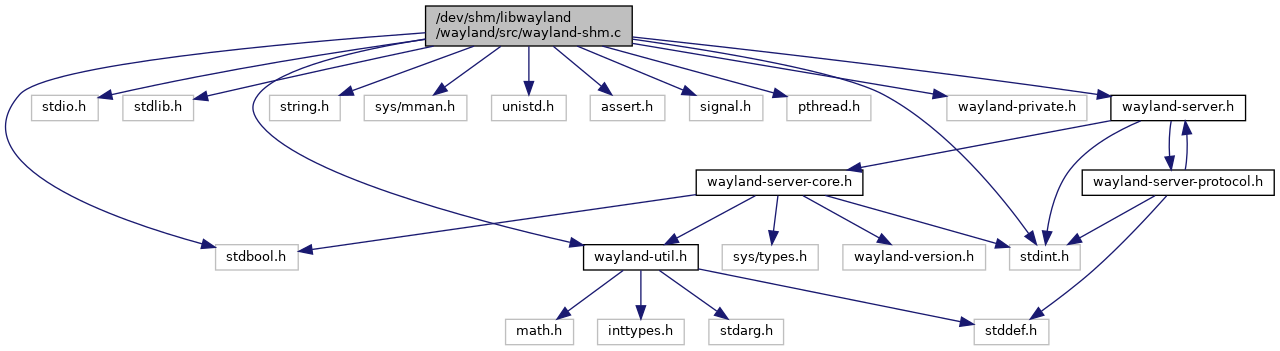 /dev/shm/libwayland
/wayland/src/wayland-shm.c
stdio.h
stdlib.h
string.h
sys/mman.h
unistd.h
assert.h
signal.h
pthread.h
wayland-private.h
wayland-server.h
wayland-server-core.h
wayland-server-protocol.h
stdbool.h
wayland-util.h
sys/types.h
wayland-version.h
stdint.h
math.h
inttypes.h
stdarg.h
stddef.h